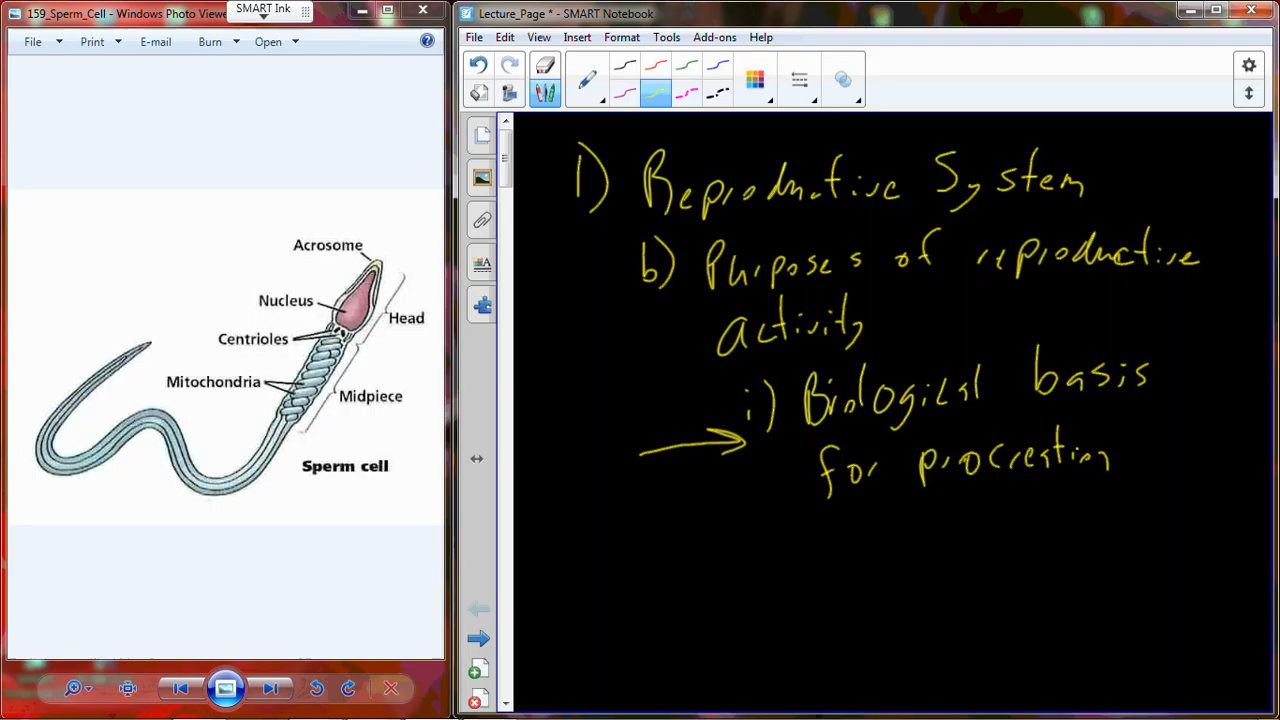 159_Sperm_Cell - Windows Photo Viewe
SMART Ink
File Print E-mail Burn Open
Acrosome
Nucleus
Centrioles
Head
Mitochondria
Midpiece
Sperm cell
Lecture_Page * - SMART Notebook
File Edit View Insert Format Tools Add-ons Help
1) Reproductive System
b) Purposes of reproductive
activity
i) Biological basis
for procreation